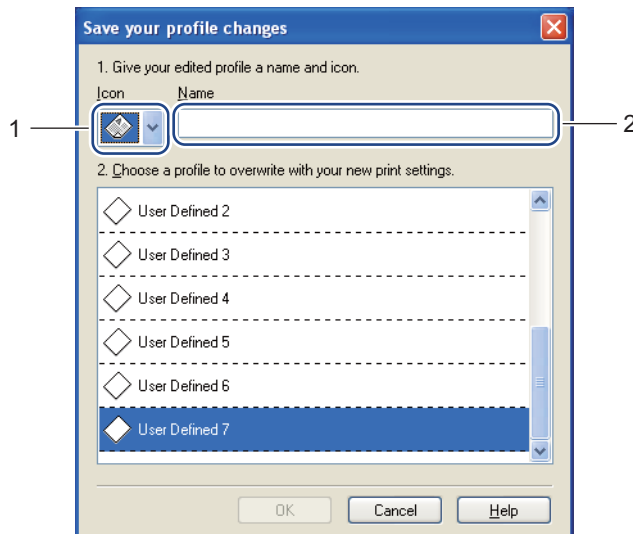 Save your profile changes
1. Give your edited profile a name and icon.
Icon Name
1
2
2. Choose a profile to overwrite with your new print settings.
User Defined 2
User Defined 3
User Defined 4
User Defined 5
User Defined 6
User Defined 7
OK Cancel Help